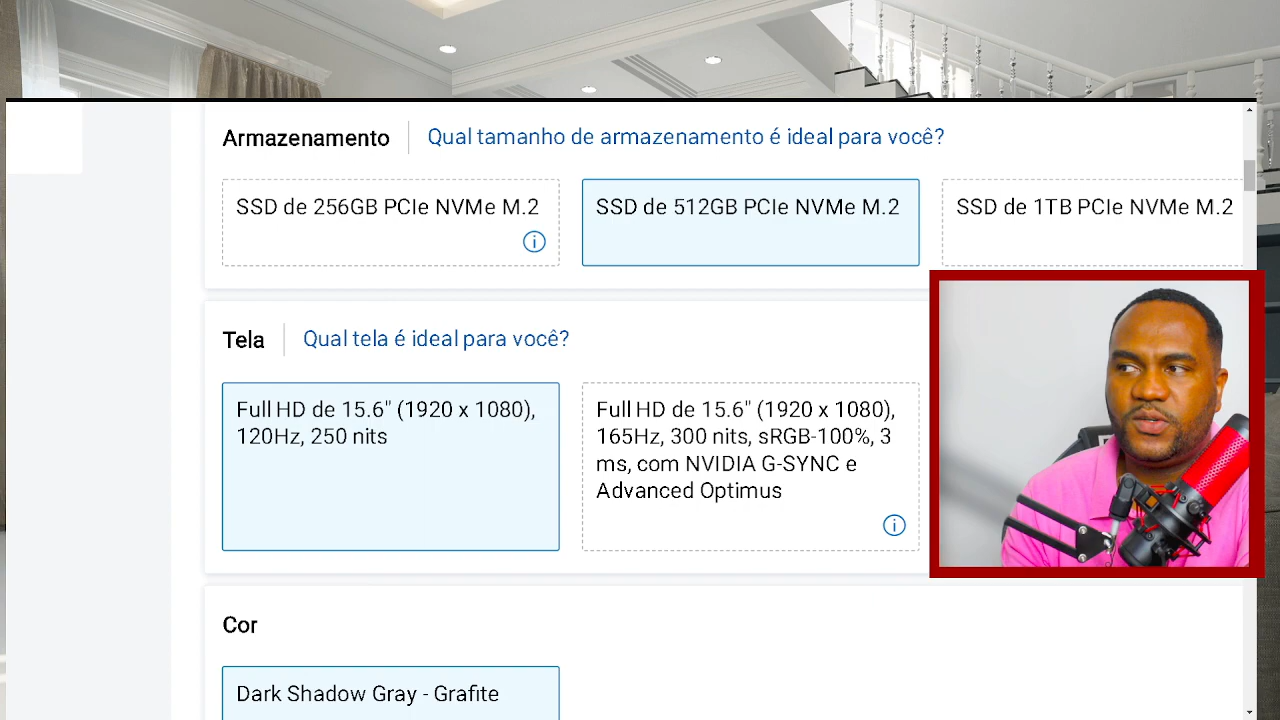 Armazenamento
Qual tamanho de armazenamento é ideal para você?
SSD de 256GB PCIe NVMe M.2
SSD de 512GB PCIe NVMe M.2
SSD de 1TB PCIe NVMe M.2
Tela
Qual tela é ideal para você?
Full HD de 15.6" (1920 x 1080),
120Hz, 250 nits
Full HD de 15.6" (1920 x 1080),
165Hz, 300 nits, sRGB-100%, 3
ms, com NVIDIA G-SYNC e
Advanced Optimus
Cor
Dark Shadow Gray - Grafite